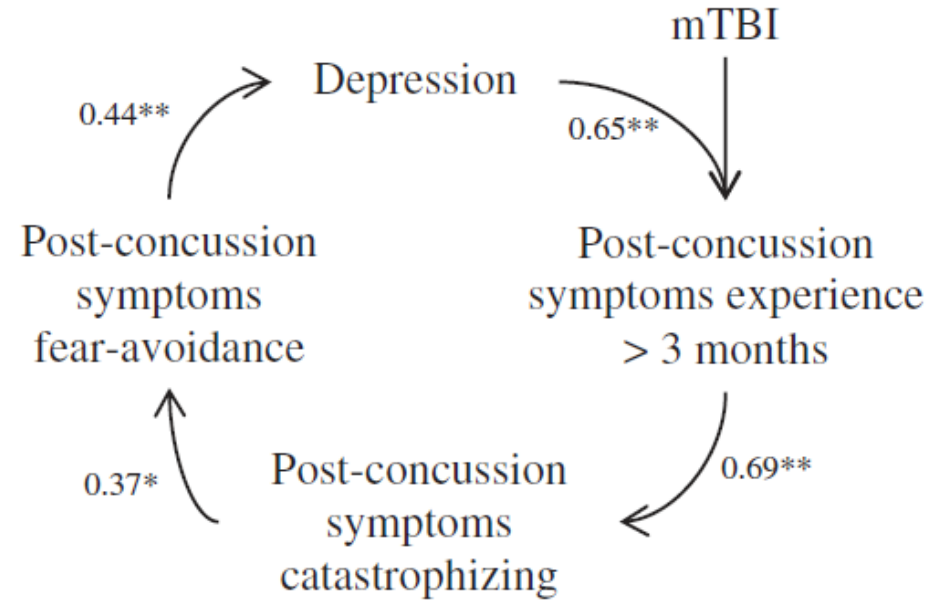 mTBI
Depression
0.44**
0.65**
Post-concussion
symptoms
fear-avoidance
Post-concussion
symptoms experience
> 3 months
0.37*
Post-concussion
symptoms
catastrophizing
0.69**